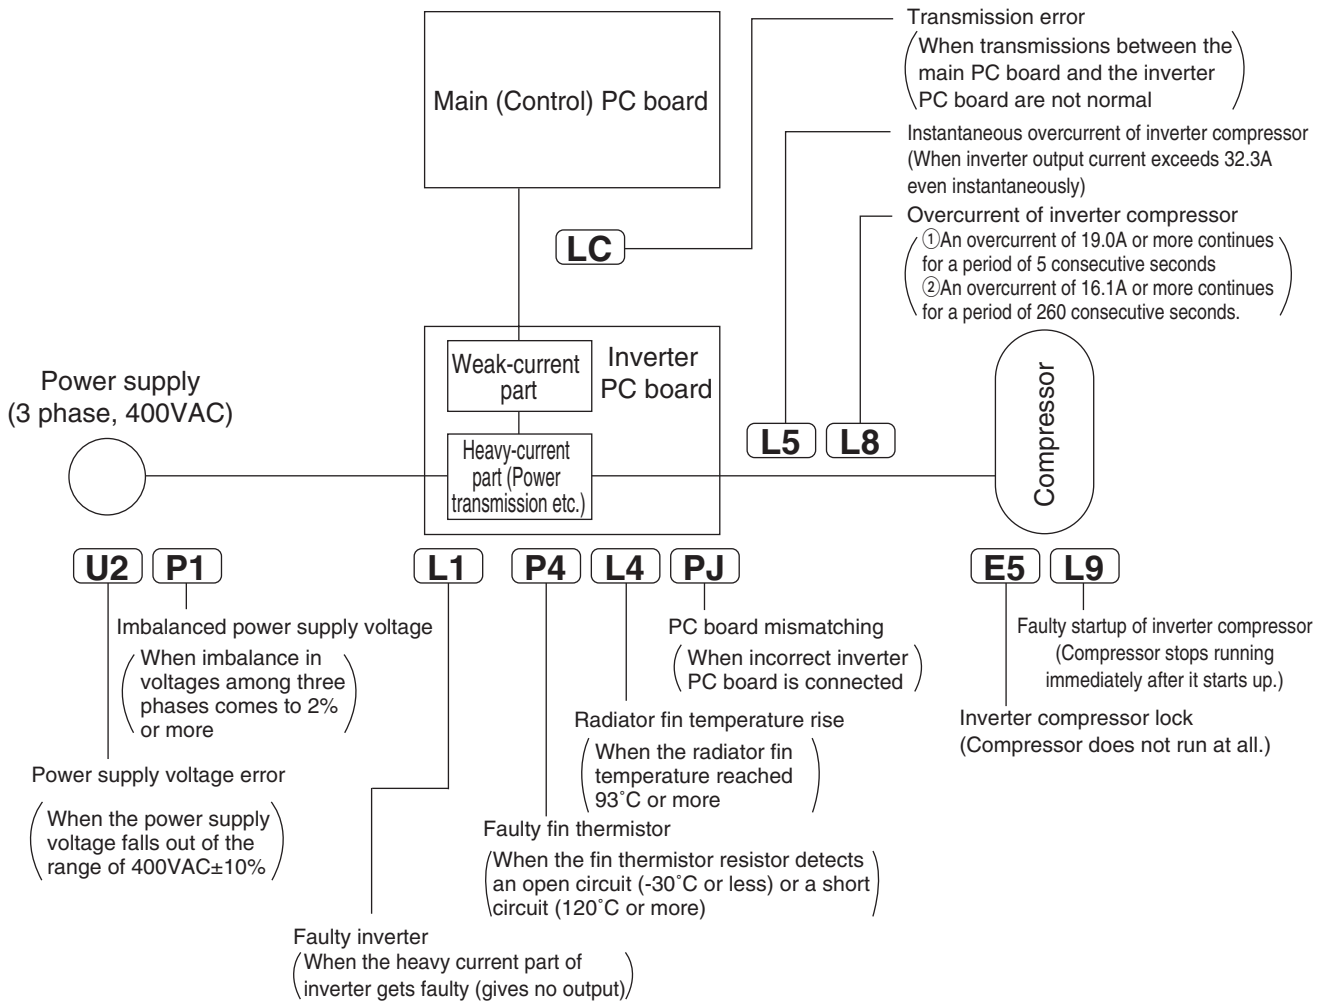 Transmission error
When transmissions between the
main PC board and the inverter
PC board are not normal
Main (Control) PC board
Instantaneous overcurrent of inverter compressor
(When inverter output current exceeds 32.3A
even instantaneously)
LC
Overcurrent of inverter compressor
①An overcurrent of 19.0A or more continues
for a period of 5 consecutive seconds
②An overcurrent of 16.1A or more continues
for a period of 260 consecutive seconds.
Power supply
(3 phase, 400VAC)
Weak-current
part
Inverter
PC board
Heavy-current
part (Power
transmission etc.)
L5
L8
Compressor
U2
P1
L1
P4
L4
PJ
E5
L9
Imbalanced power supply voltage
(When imbalance in
voltages among three
phases comes to 2%
or more)
Power supply voltage error
(When the power supply
voltage falls out of the
range of 400VAC±10%)
PC board mismatching
(When incorrect inverter
PC board is connected)
Radiator fin temperature rise
(When the radiator fin
temperature reached
93˚C or more)
Faulty fin thermistor
(When the fin thermistor resistor detects
an open circuit (-30˚C or less) or a short
circuit (120˚C or more))
Faulty inverter
(When the heavy current part of
inverter gets faulty (gives no output))
Faulty startup of inverter compressor
(Compressor stops running
immediately after it starts up.)
Inverter compressor lock
(Compressor does not run at all.)